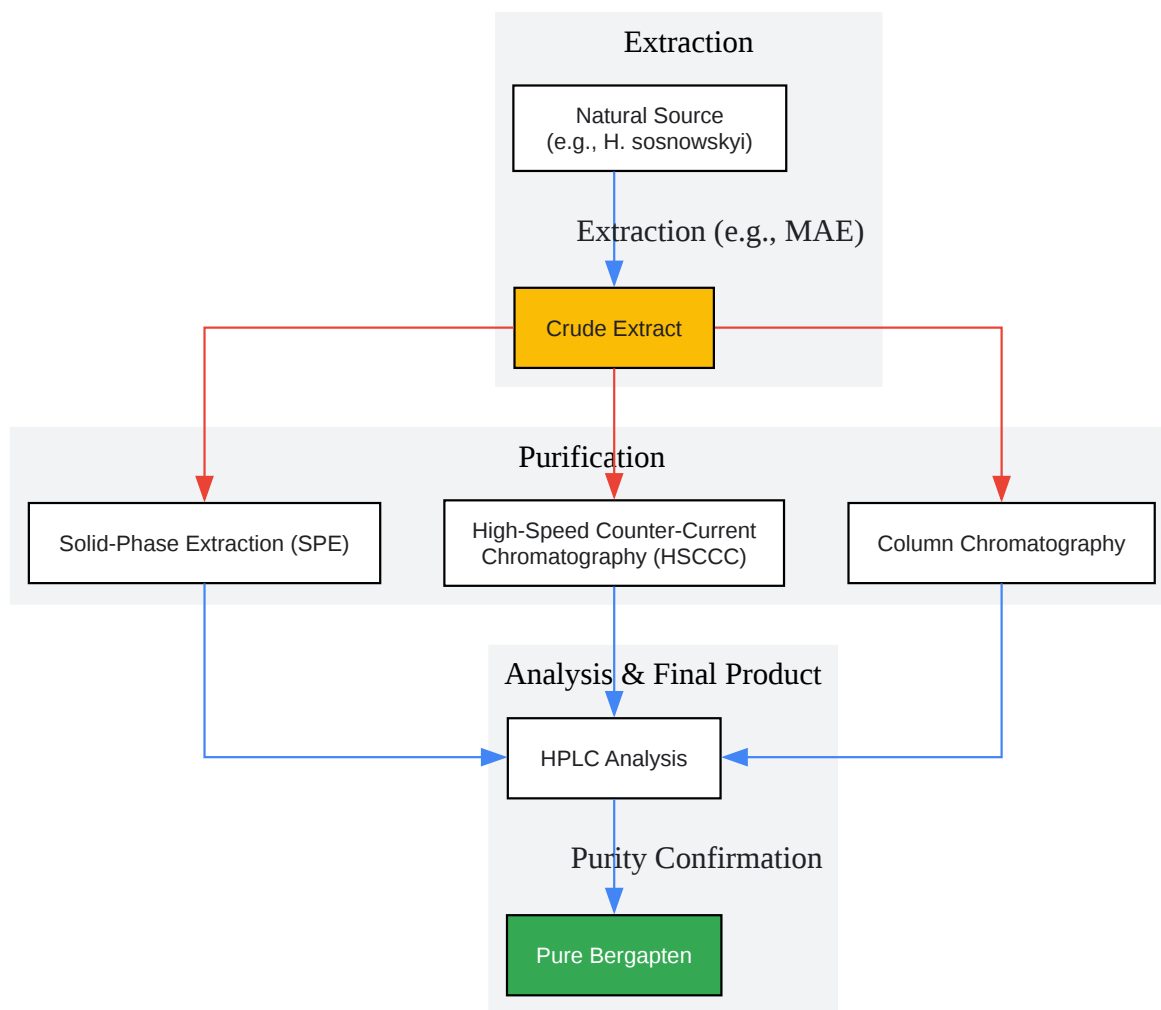 Extraction
Natural Source
(e.g., H. sosnowskyi)
Extraction (e.g., MAE)
Crude Extract
Purification
Solid-Phase Extraction (SPE)
High-Speed Counter-Current
Chromatography (HSCCC)
Column Chromatography
Analysis & Final Product
HPLC Analysis
Purity Confirmation
Pure Bergapten